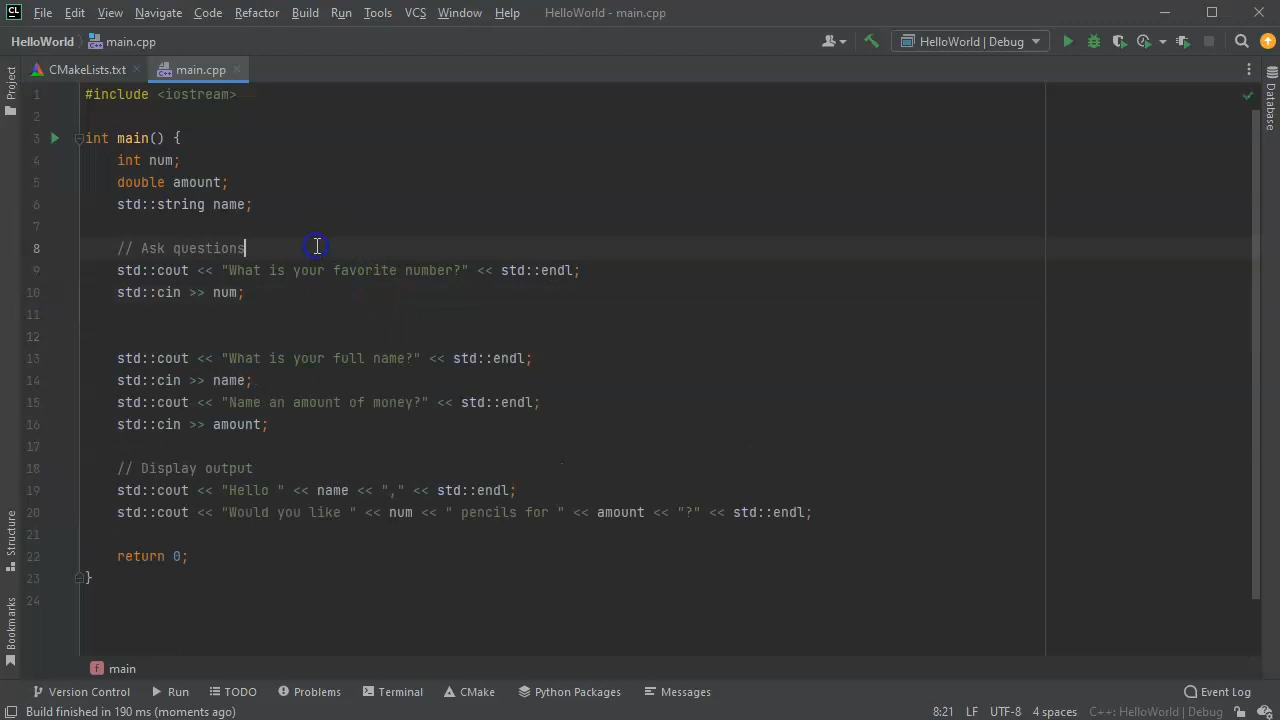 CL File Edit View Navigate Code Refactor Build Run Tools VCS Window Help HelloWorld - main.cpp
HelloWorld main.cpp HelloWorld | Debug
CMakeLists.txt main.cpp
Project
Database
Structure
Bookmarks
1 #include <iostream>
2
3 int main() {
4 int num;
5 double amount;
6 std::string name;
7
8 // Ask questions
9 std::cout << "What is your favorite number?" << std::endl;
10 std::cin >> num;
11
12
13 std::cout << "What is your full name?" << std::endl;
14 std::cin >> name;
15 std::cout << "Name an amount of money?" << std::endl;
16 std::cin >> amount;
17
18 // Display output
19 std::cout << "Hello " << name << "," << std::endl;
20 std::cout << "Would you like " << num << " pencils for " << amount << "?" << std::endl;
21
22 return 0;
23 }
24
f main
Version Control Run TODO Problems Terminal CMake Python Packages Messages Event Log
Build finished in 190 ms (moments ago) 8:21 LF UTF-8 4 spaces C++: HelloWorld | Debug